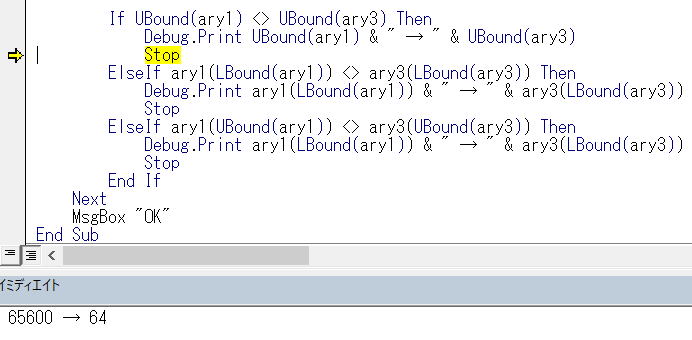 If UBound(ary1) <> UBound(ary3) Then
Debug.Print UBound(ary1) & " → " & UBound(ary3)
Stop
ElseIf ary1(LBound(ary1)) <> ary3(LBound(ary3)) Then
Debug.Print ary1(LBound(ary1)) & " → " & ary3(LBound(ary3))
Stop
ElseIf ary1(UBound(ary1)) <> ary3(UBound(ary3)) Then
Debug.Print ary1(LBound(ary1)) & " → " & ary3(LBound(ary3))
Stop
End If
Next
MsgBox "OK"
End Sub
イミディエイト
65600 → 64